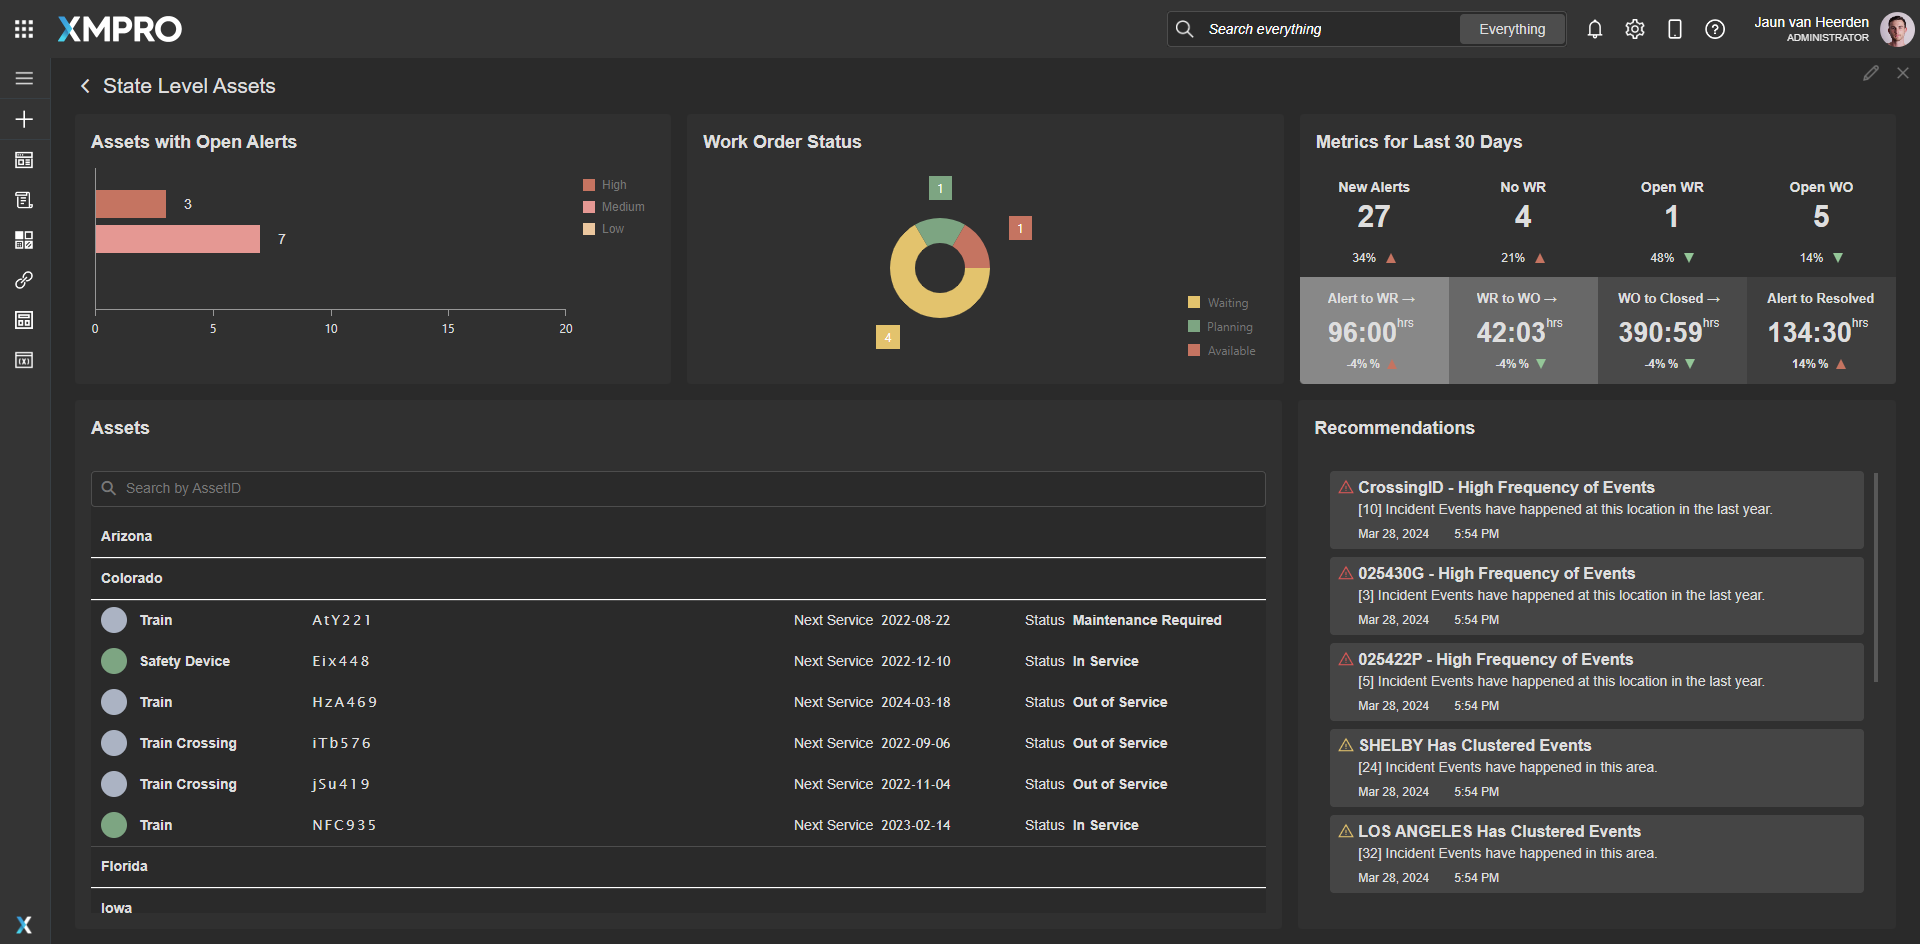 XMPRO
Search everything
Everything
Jaun van Heerden
ADMINISTRATOR
State Level Assets
Assets with Open Alerts
3
7
High
Medium
Low
0 5 10 15 20
Work Order Status
1
1
4
Waiting
Planning
Available
Metrics for Last 30 Days
New Alerts No WR Open WR Open WO
27 4 1 5
34% ▲ 21% ▲ 48% ▼ 14% ▼
Alert to WR → WR to WO → WO to Closed → Alert to Resolved
96:00 hrs 42:03 hrs 390:59 hrs 134:30 hrs
-4% % ▲ -4% % ▼ -4% % ▼ 14% % ▲
Assets
Search by AssetID
Arizona
Colorado
Train AtY221 Next Service 2022-08-22 Status Maintenance Required
Safety Device Eix448 Next Service 2022-12-10 Status In Service
Train HzA469 Next Service 2024-03-18 Status Out of Service
Train Crossing iTb576 Next Service 2022-09-06 Status Out of Service
Train Crossing jSu419 Next Service 2022-11-04 Status Out of Service
Train NFC935 Next Service 2023-02-14 Status In Service
Florida
Iowa
Recommendations
CrossingID - High Frequency of Events
[10] Incident Events have happened at this location in the last year.
Mar 28, 2024 5:54 PM
025430G - High Frequency of Events
[3] Incident Events have happened at this location in the last year.
Mar 28, 2024 5:54 PM
025422P - High Frequency of Events
[5] Incident Events have happened at this location in the last year.
Mar 28, 2024 5:54 PM
SHELBY Has Clustered Events
[24] Incident Events have happened in this area.
Mar 28, 2024 5:54 PM
LOS ANGELES Has Clustered Events
[32] Incident Events have happened in this area.
Mar 28, 2024 5:54 PM
X